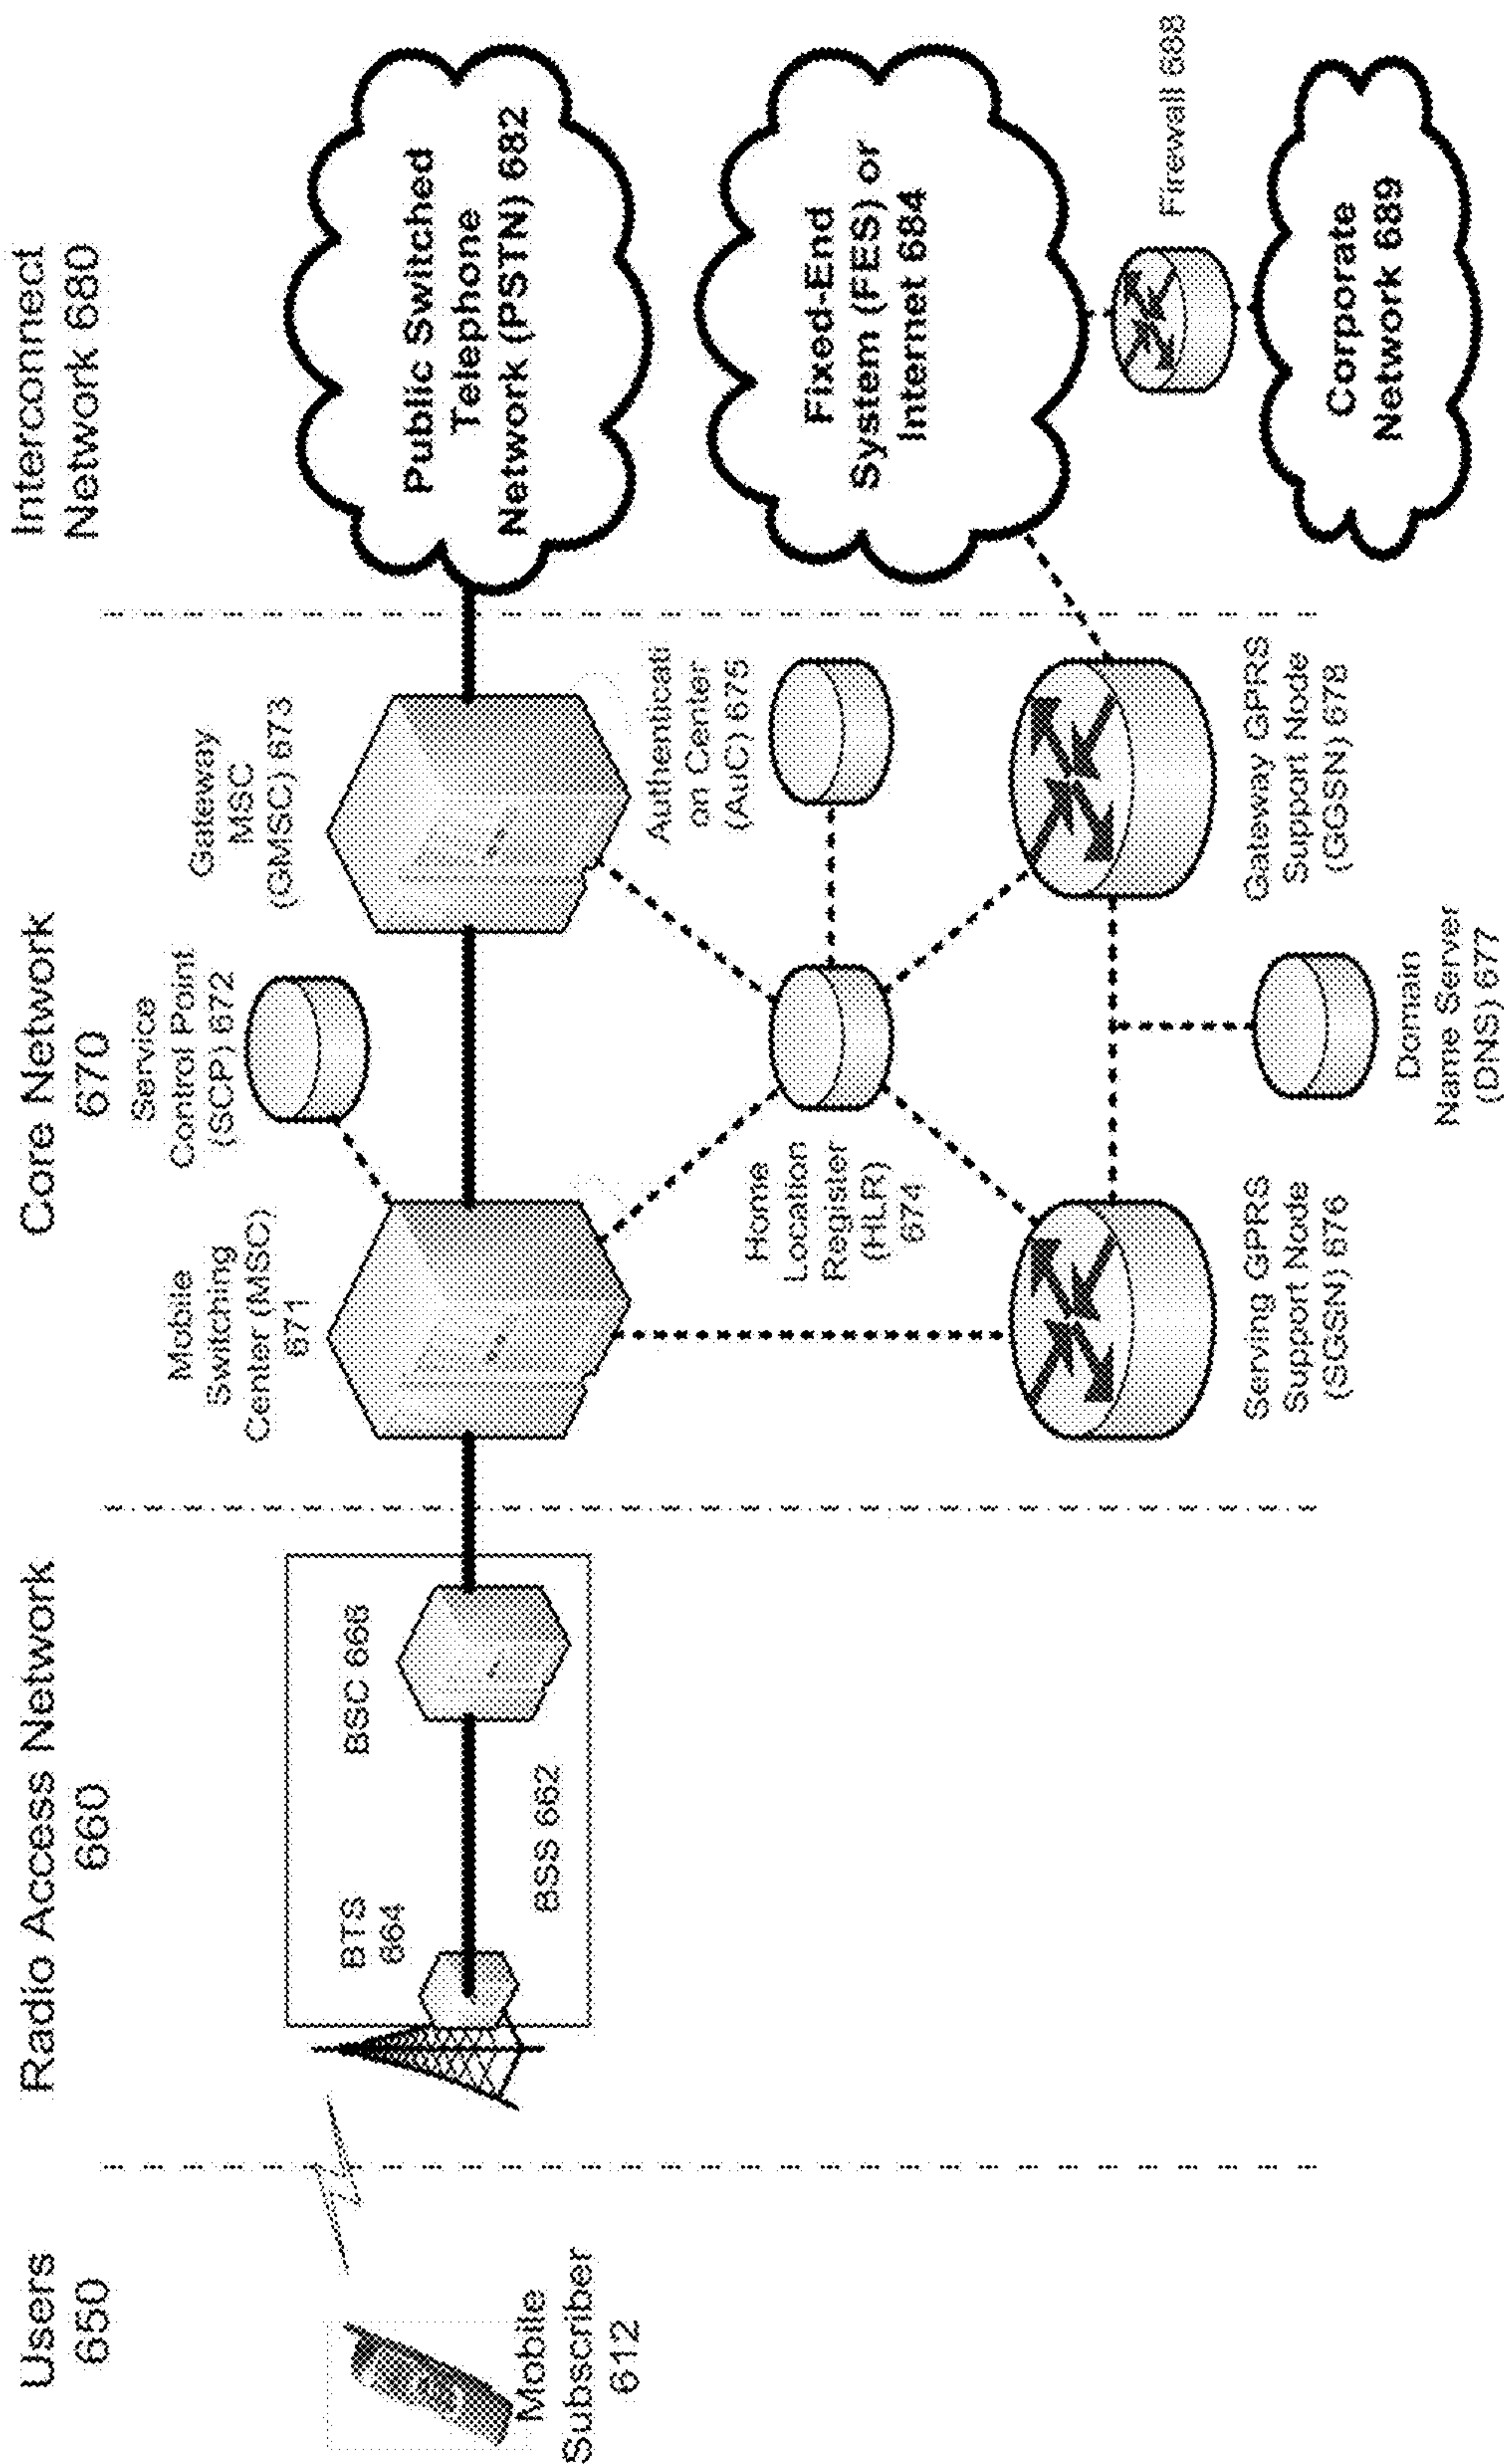 Users
650
Radio Access Network
660
Core Network
670
Interconnect
Network 680
Mobile
Subscriber
612
BTS
664
BSC 666
BSS 662
Mobile
Switching
Center (MSC)
671
Service
Control Point
(SCP) 672
Gateway
MSC
(GMSC) 673
Home
Location
Register
(HLR)
674
Authenticati
on Center
(AuC) 675
Serving GPRS
Support Node
(SGSN) 676
Domain
Name Server
(DNS) 677
Gateway GPRS
Support Node
(GGSN) 678
Public Switched
Telephone
Network (PSTN) 682
Fixed-End
System (FES) or
Internet 684
Firewall 688
Corporate
Network 689